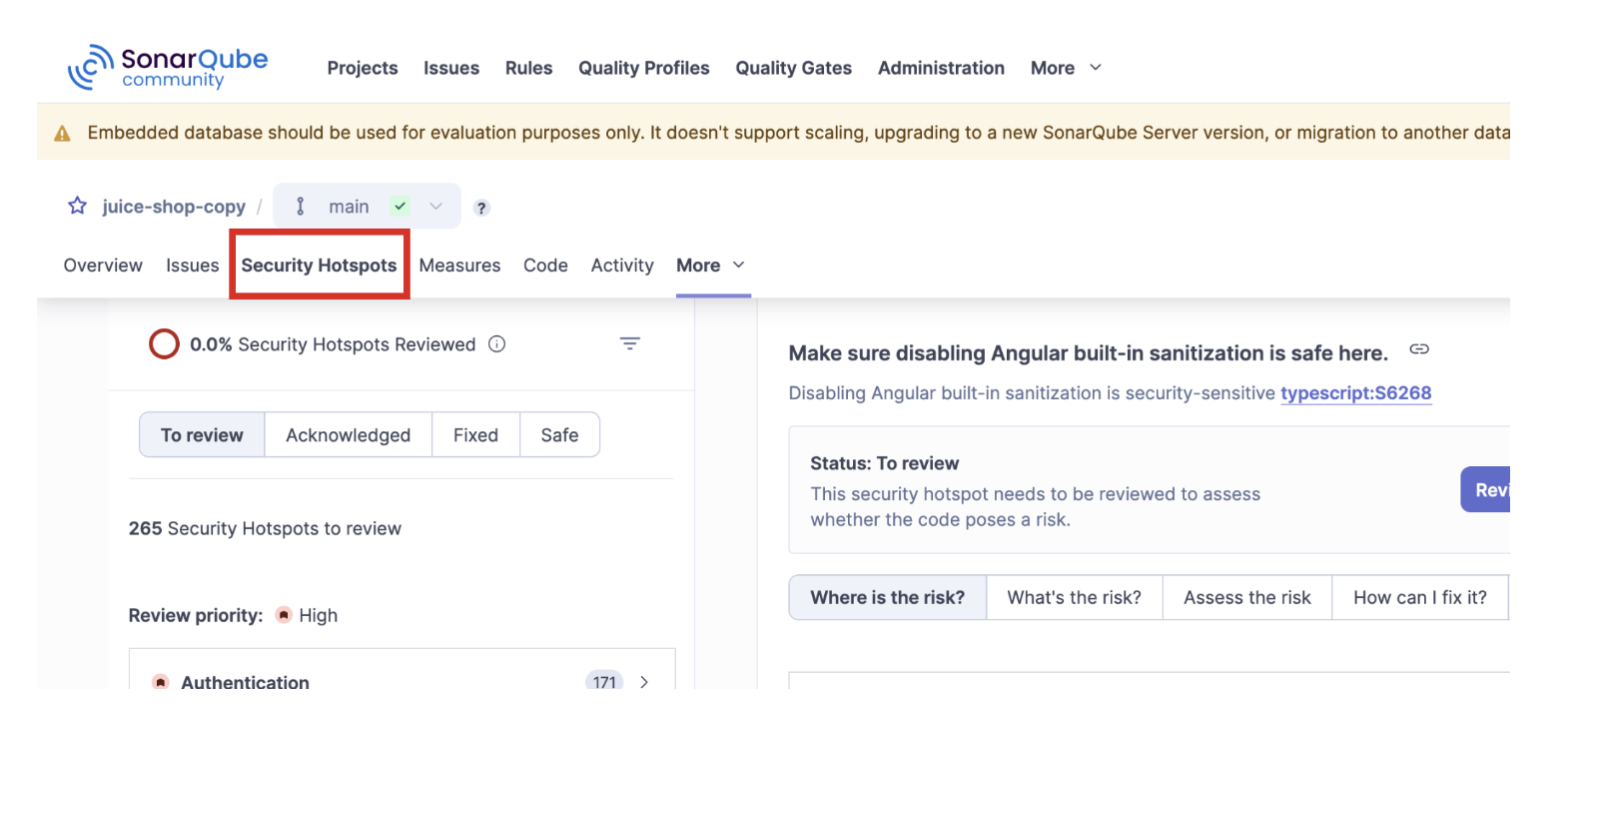 SonarQube
community
Projects Issues Rules Quality Profiles Quality Gates Administration More
Embedded database should be used for evaluation purposes only. It doesn't support scaling, upgrading to a new SonarQube Server version, or migration to another data
juice-shop-copy / main ?
Overview Issues Security Hotspots Measures Code Activity More
0.0% Security Hotspots Reviewed
To review Acknowledged Fixed Safe
265 Security Hotspots to review
Review priority: High
Authentication 171
Make sure disabling Angular built-in sanitization is safe here.
Disabling Angular built-in sanitization is security-sensitive typescript:S6268
Status: To review
This security hotspot needs to be reviewed to assess
whether the code poses a risk.
Revi
Where is the risk? What's the risk? Assess the risk How can I fix it?